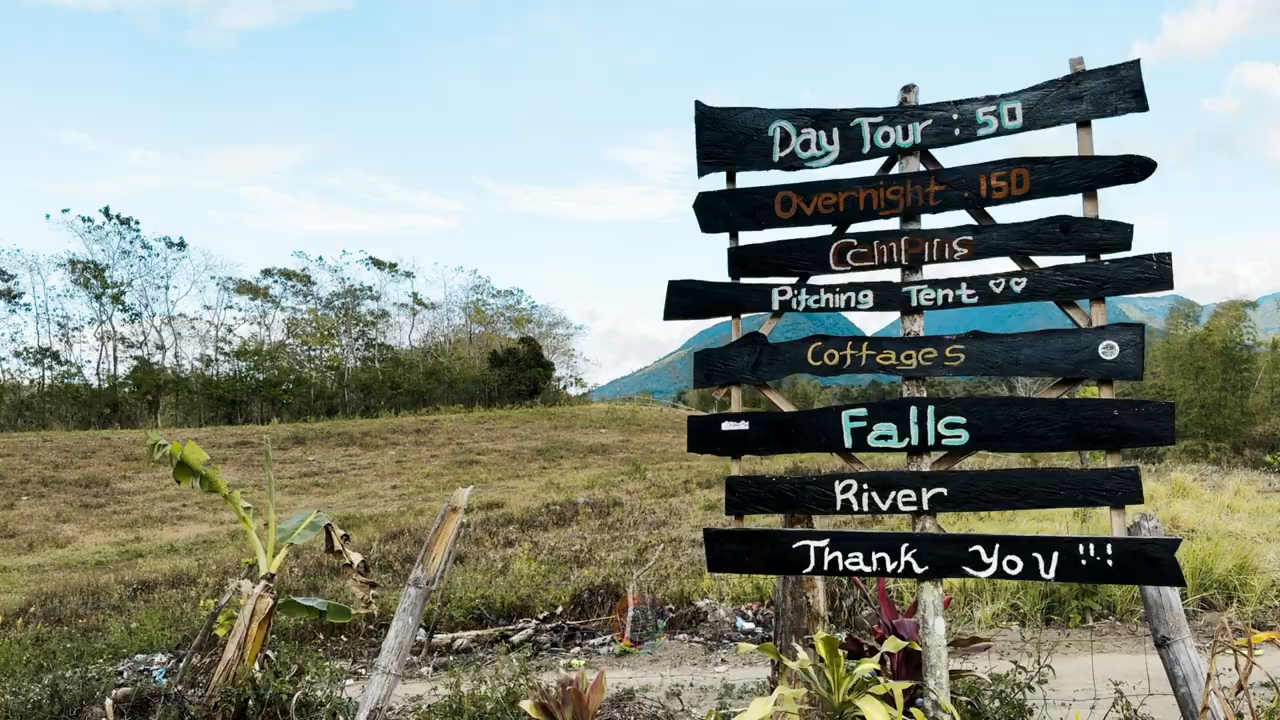 Day Tour : 50
Overnight : 150
Pitching Tent ♡♡
Cottages
Falls
River
Thank You !!!